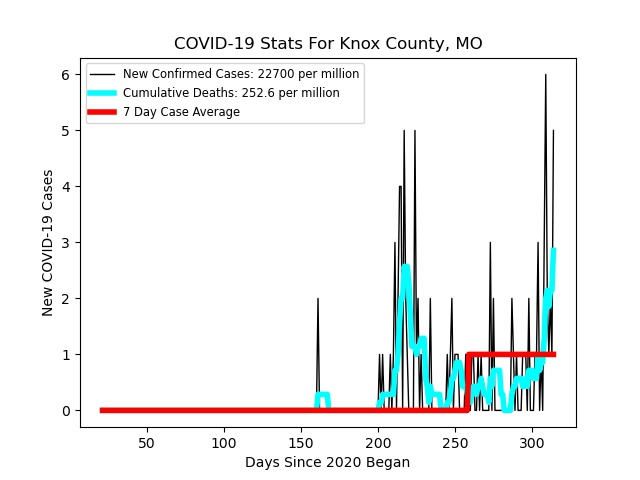 COVID-19 Stats For Knox County, MO
New Confirmed Cases: 22700 per million
Cumulative Deaths: 252.6 per million
7 Day Case Average
New COVID-19 Cases
6
5
4
3
2
1
0
50 100 150 200 250 300
Days Since 2020 Began